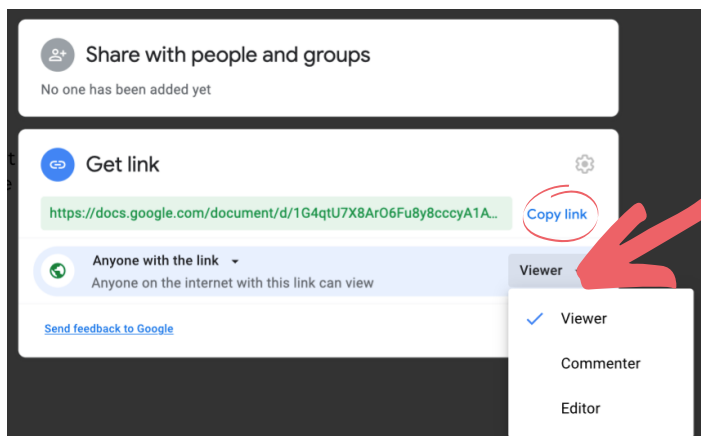 Share with people and groups
No one has been added yet
Get link
https://docs.google.com/document/d/1G4qtU7X8ArO6Fu8y8cccyA1A...
Copy link
Anyone with the link
Anyone on the internet with this link can view
Viewer
Send feedback to Google
Viewer
Commenter
Editor